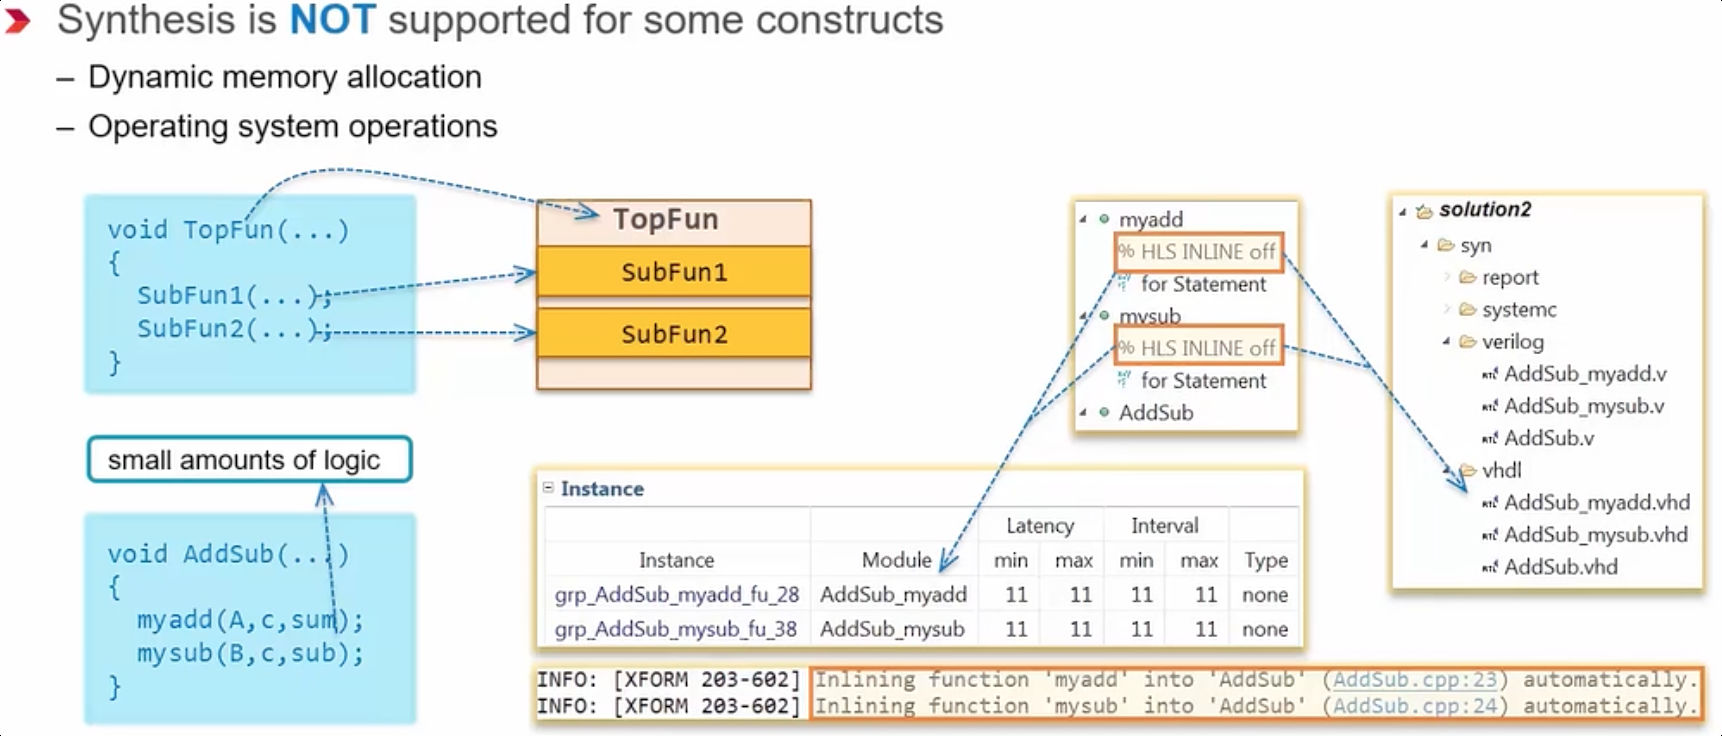 Synthesis is NOT supported for some constructs
– Dynamic memory allocation
– Operating system operations
void TopFun(...)
{
SubFun1(...);
SubFun2(...);
}
TopFun
SubFun1
SubFun2
small amounts of logic
void AddSub(...)
{
myadd(A,c,sum);
mysub(B,c,sub);
}
myadd
% HLS INLINE off
for Statement
mysub
% HLS INLINE off
for Statement
AddSub
solution2
syn
report
systemc
verilog
AddSub_myadd.v
AddSub_mysub.v
AddSub.v
vhdl
AddSub_myadd.vhd
AddSub_mysub.vhd
AddSub.vhd
Instance
Latency Interval
Instance Module min max min max Type
grp_AddSub_myadd_fu_28 AddSub_myadd 11 11 11 11 none
grp_AddSub_mysub_fu_38 AddSub_mysub 11 11 11 11 none
INFO: [XFORM 203-602] Inlining function 'myadd' into 'AddSub' (AddSub.cpp:23) automatically.
INFO: [XFORM 203-602] Inlining function 'mysub' into 'AddSub' (AddSub.cpp:24) automatically.